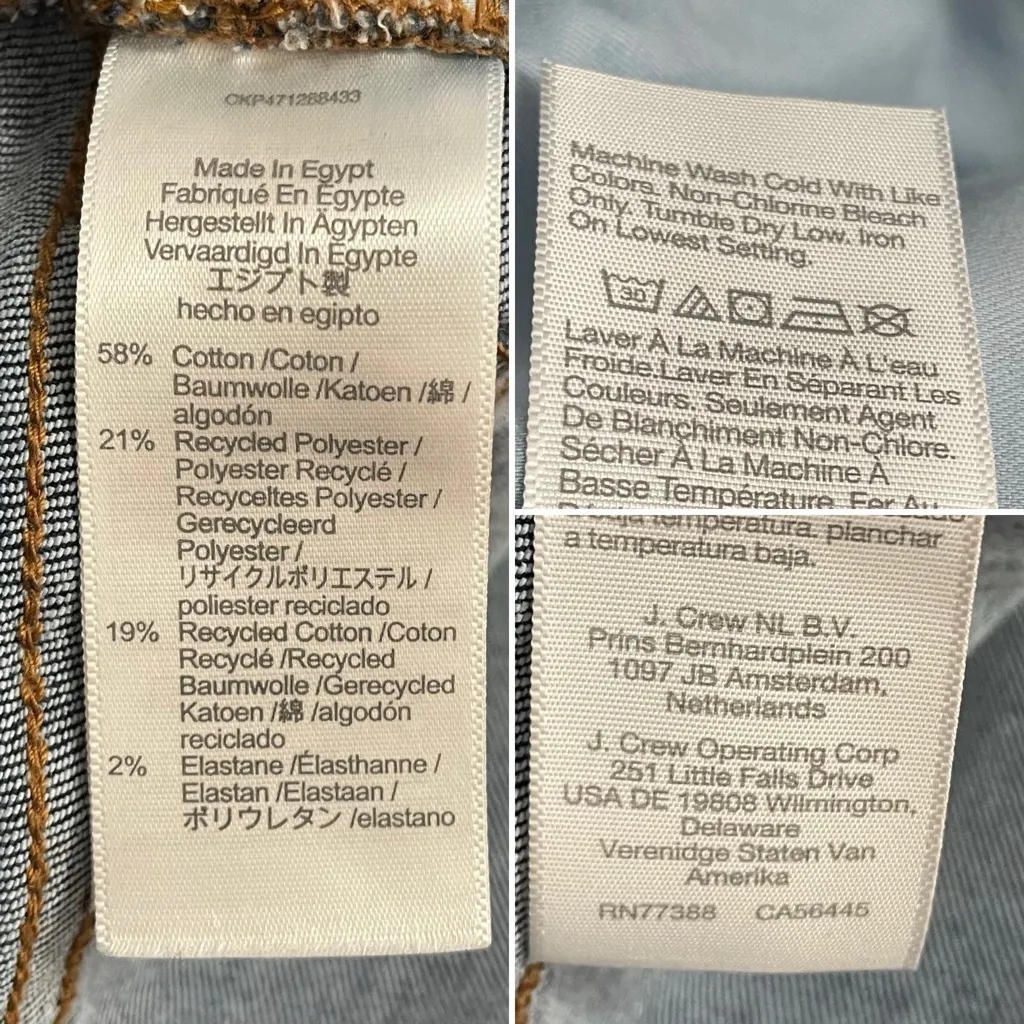 CKP471268433
Made In Egypt
Fabriqué En Egypte
Hergestellt In Ägypten
Vervaardigd In Egypte
エジプト製
hecho en egipto
58% Cotton /Coton /
Baumwolle /Katoen /綿 /
algodón
21% Recycled Polyester /
Polyester Recyclé /
Recyceltes Polyester /
Gerecycleerd
Polyester /
リサイクルポリエステル /
poliester reciclado
19% Recycled Cotton /Coton
Recyclé /Recycled
Baumwolle /Gerecycled
Katoen /綿 /algodón
reciclado
2% Elastane /Élasthanne /
Elastan /Elastaan /
ポリウレタン /elastano
Machine Wash Cold With Like
Colors. Non-Chlorine Bleach
Only. Tumble Dry Low. Iron
On Lowest Setting.
30
Laver À La Machine À L'eau
Froide.Laver En Séparant Les
Couleurs. Seulement Agent
De Blanchiment Non-Chlore.
Sécher À La Machine À
Basse Température. Fer
baja temperatura. planchar
a temperatura baja.
J. Crew NL B.V.
Prins Bernhardplein 200
1097 JB Amsterdam,
Netherlands
J. Crew Operating Corp
251 Little Falls Drive
USA DE 19808 Wilmington,
Delaware
Verenidge Staten Van
Amerika
RN77388 CA56445